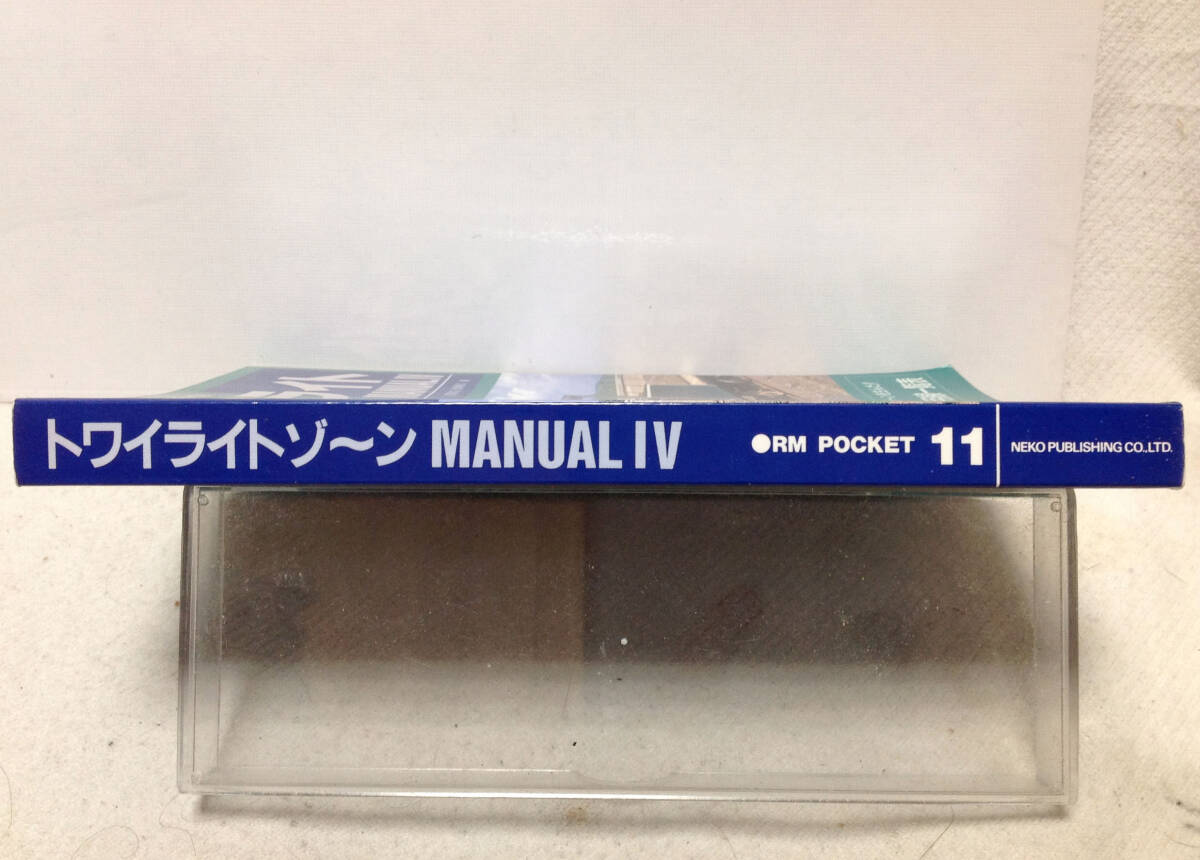 トワイライトゾ〜ン MANUAL IV ●RM POCKET 11 NEKO PUBLISHING CO.,LTD.